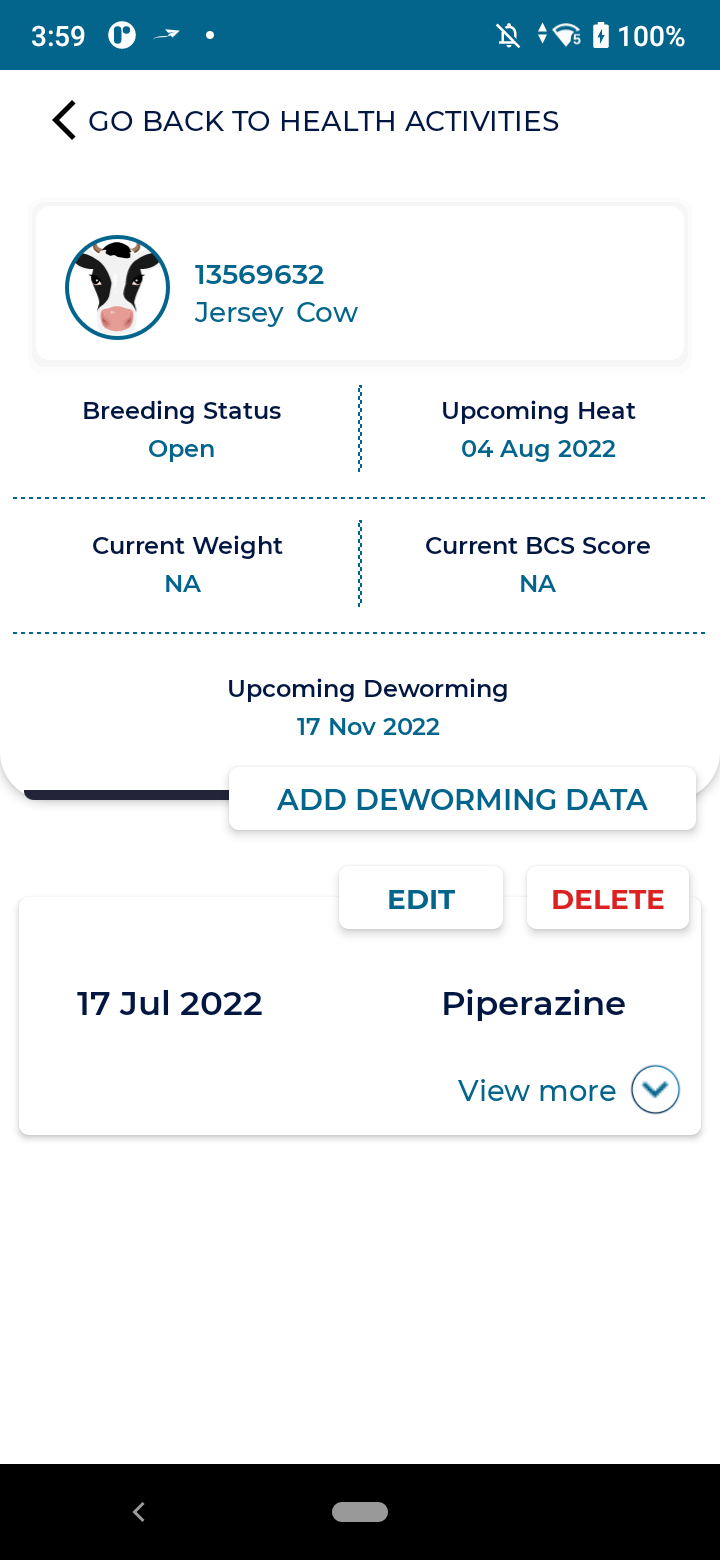 3:59
100%
GO BACK TO HEALTH ACTIVITIES
13569632
Jersey Cow
Breeding Status
Open
Upcoming Heat
04 Aug 2022
Current Weight
NA
Current BCS Score
NA
Upcoming Deworming
17 Nov 2022
ADD DEWORMING DATA
EDIT
DELETE
17 Jul 2022
Piperazine
View more